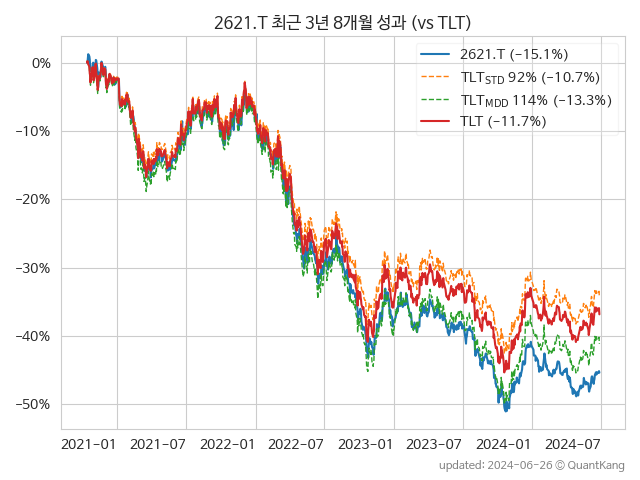 2621.T 최근 3년 8개월 성과 (vs TLT)
2621.T (−15.1%)
TLT_STD 92% (−10.7%)
TLT_MDD 114% (−13.3%)
TLT (−11.7%)
0%
−10%
−20%
−30%
−40%
−50%
2021-01 2021-07 2022-01 2022-07 2023-01 2023-07 2024-01 2024-07
updated: 2024-06-26 © QuantKang